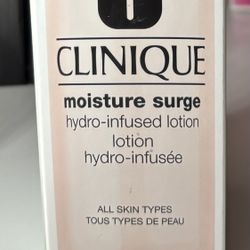 CLINIQUE
moisture surge
hydro-infused lotion
lotion
hydro-infusée
ALL SKIN TYPES
TOUS TYPES DE PEAU